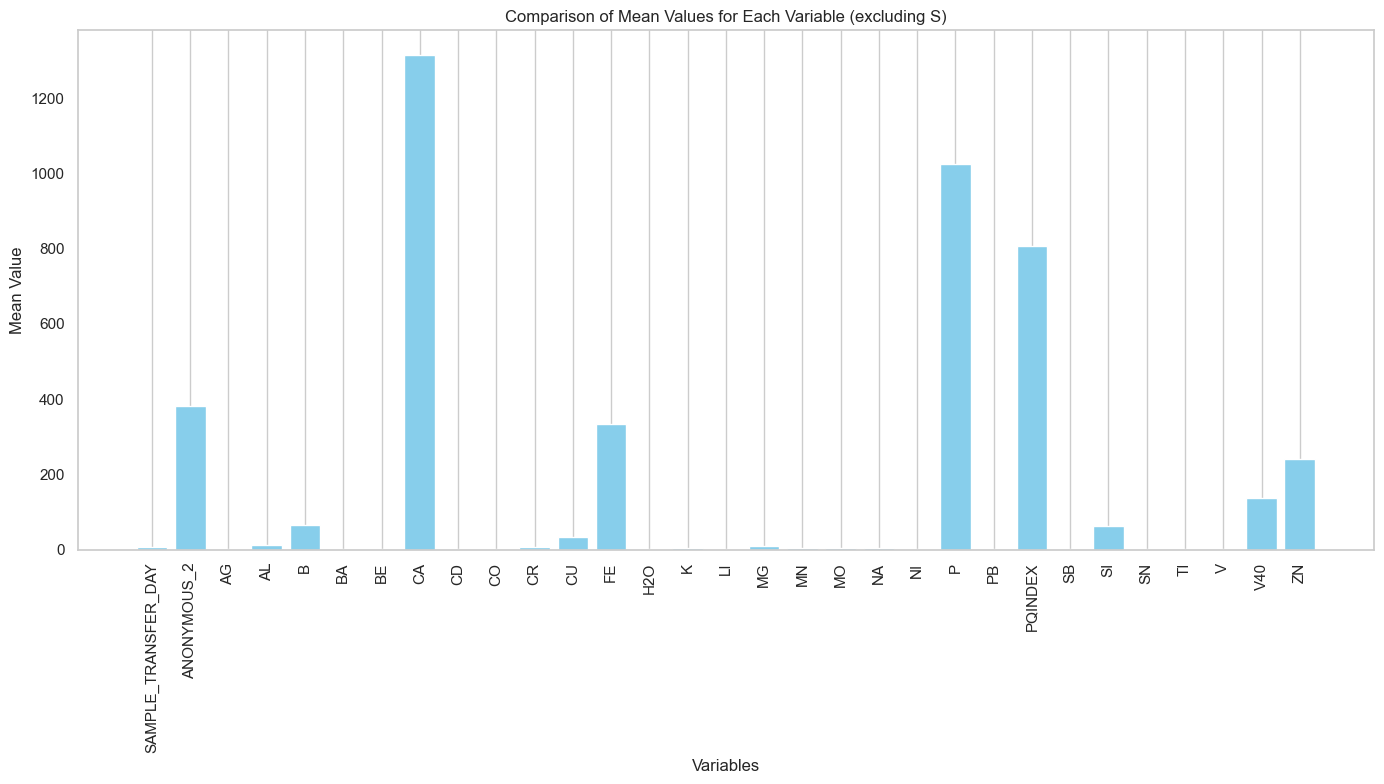 Comparison of Mean Values for Each Variable (excluding S)
Mean Value
1200
1000
800
600
400
200
0
SAMPLE_TRANSFER_DAY
ANONYMOUS_2
AG
AL
B
BA
BE
CA
CD
CO
CR
CU
FE
H2O
K
LI
MG
MN
MO
NA
NI
P
PB
PQINDEX
SB
SI
SN
TI
V
V40
ZN
Variables